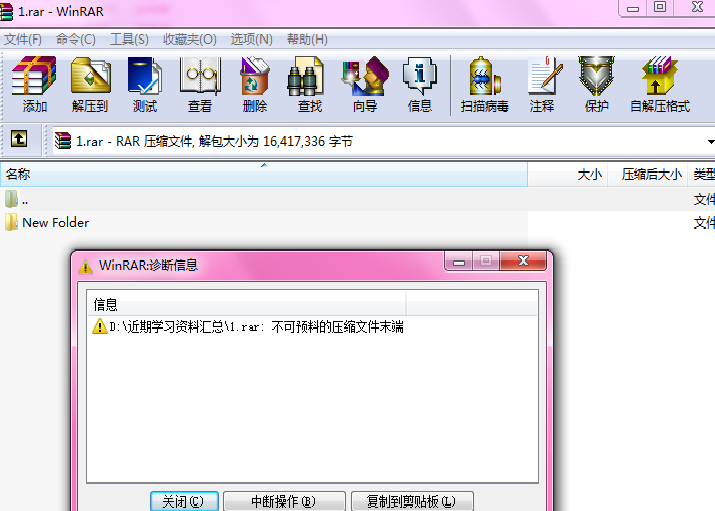 1.rar - WinRAR
文件(F) 命令(C) 工具(S) 收藏夹(O) 选项(N) 帮助(H)
添加 解压到 测试 查看 删除 查找 向导 信息 扫描病毒 注释 保护 自解压格式
1.rar - RAR 压缩文件, 解包大小为 16,417,336 字节
名称 大小 压缩后大小 类型
.. 文件
New Folder 文件
WinRAR:诊断信息
信息
D:\近期学习资料汇总\1.rar: 不可预料的压缩文件末端
关闭(C) 中断操作(B) 复制到剪贴板(L)